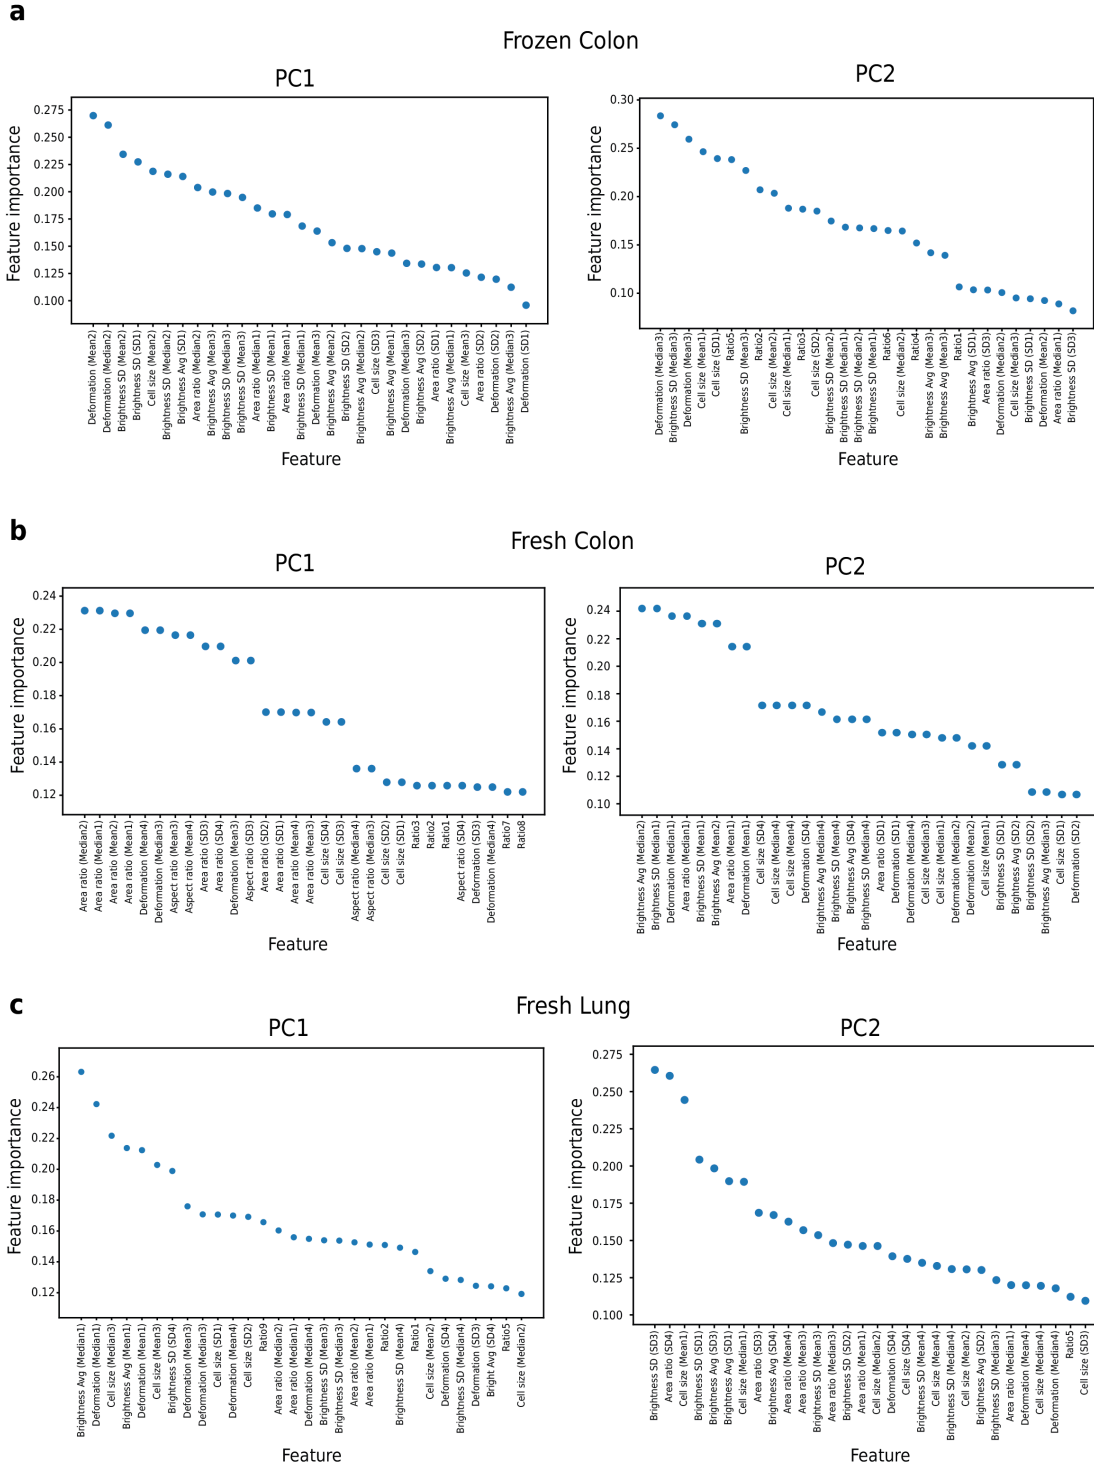 a
Frozen Colon
PC1
PC2
Feature importance
0.275
0.250
0.225
0.200
0.175
0.150
0.125
0.100
Deformation (Mean2)
Deformation (Median2)
Brightness SD (Mean2)
Brightness SD (SD1)
Cell size (Mean2)
Brightness SD (Median2)
Brightness Avg (SD1)
Area ratio (Median2)
Brightness Avg (Mean3)
Brightness SD (Median3)
Brightness SD (Mean3)
Area ratio (Median1)
Brightness SD (Mean1)
Area ratio (Mean1)
Brightness SD (Median1)
Deformation (Mean3)
Brightness Avg (Mean2)
Brightness SD (SD2)
Brightness Avg (Median2)
Cell size (SD3)
Brightness Avg (Mean1)
Deformation (Median3)
Brightness Avg (SD2)
Area ratio (SD1)
Brightness Avg (Median1)
Cell size (Mean3)
Area ratio (SD2)
Deformation (SD2)
Brightness Avg (Median3)
Deformation (SD1)
Feature
Feature importance
0.30
0.25
0.20
0.15
0.10
Deformation (Median3)
Brightness SD (Median3)
Deformation (Mean3)
Cell size (Mean1)
Cell size (SD1)
Ratio5
Brightness SD (Mean3)
Ratio2
Cell size (Mean2)
Cell size (Median1)
Ratio3
Cell size (SD2)
Brightness SD (Mean2)
Brightness SD (Median1)
Brightness SD (Median2)
Brightness SD (Mean1)
Ratio6
Cell size (Median2)
Ratio4
Brightness Avg (Mean3)
Brightness Avg (Mean3)
Ratio1
Brightness Avg (SD1)
Area ratio (SD3)
Deformation (Median2)
Cell size (Mean3)
Brightness SD (SD1)
Deformation (Mean2)
Area ratio (Median1)
Brightness SD (SD3)
Feature
b
Fresh Colon
PC1
PC2
Feature importance
0.24
0.22
0.20
0.18
0.16
0.14
0.12
Area ratio (Median2)
Area ratio (Median1)
Area ratio (Mean2)
Area ratio (Mean1)
Deformation (Mean4)
Deformation (Mean3)
Aspect ratio (Mean3)
Aspect ratio (Mean4)
Area ratio (SD3)
Area ratio (SD4)
Deformation (Mean3)
Aspect ratio (SD3)
Area ratio (SD2)
Area ratio (SD1)
Area ratio (Mean4)
Area ratio (Mean3)
Cell size (SD4)
Cell size (SD3)
Aspect ratio (Median4)
Aspect ratio (Median3)
Cell size (SD2)
Cell size (SD1)
Ratio3
Ratio2
Ratio1
Aspect ratio (SD4)
Deformation (SD3)
Deformation (Median4)
Ratio7
Ratio8
Feature
Feature importance
0.24
0.22
0.20
0.18
0.16
0.14
0.12
0.10
Brightness Avg (Median2)
Brightness SD (Median1)
Deformation (Median1)
Area ratio (Median1)
Brightness SD (Mean1)
Brightness Avg (Mean2)
Area ratio (Mean1)
Deformation (Mean1)
Cell size (SD4)
Cell size (Median4)
Cell size (Mean4)
Deformation (SD4)
Brightness Avg (Median4)
Brightness SD (Mean4)
Brightness Avg (SD4)
Brightness SD (Median4)
Area ratio (SD1)
Deformation (SD1)
Deformation (Median4)
Cell size (Median3)
Cell size (Median1)
Deformation (Median2)
Deformation (Mean2)
Cell size (Mean1)
Brightness SD (SD1)
Brightness Avg (SD2)
Brightness SD (SD2)
Brightness Avg (Median3)
Cell size (SD1)
Deformation (SD2)
Feature
c
Fresh Lung
PC1
PC2
Feature importance
0.26
0.24
0.22
0.20
0.18
0.16
0.14
0.12
Brightness Avg (Median1)
Deformation (Median1)
Cell size (Median3)
Brightness Avg (Mean1)
Deformation (Mean1)
Cell size (Mean3)
Brightness SD (SD4)
Deformation (Mean3)
Deformation (Median3)
Cell size (SD1)
Deformation (Mean4)
Cell size (SD2)
Ratio9
Area ratio (Mean2)
Area ratio (Median1)
Deformation (Median4)
Brightness SD (Mean3)
Brightness SD (Median3)
Area ratio (Median2)
Area ratio (Mean1)
Ratio2
Brightness SD (Mean4)
Ratio1
Cell size (Mean2)
Deformation (SD4)
Brightness SD (Median4)
Deformation (SD3)
Bright Avg (SD4)
Ratio5
Cell size (Median2)
Feature
Feature importance
0.275
0.250
0.225
0.200
0.175
0.150
0.125
0.100
Brightness SD (SD3)
Area ratio (SD4)
Cell size (Mean1)
Brightness SD (SD1)
Brightness Avg (SD3)
Brightness Avg (SD1)
Cell size (Median1)
Area ratio (SD3)
Brightness Avg (SD4)
Area ratio (Mean4)
Area ratio (Mean3)
Brightness SD (Mean3)
Area ratio (Median3)
Brightness SD (SD2)
Area ratio (Mean1)
Cell size (Median2)
Deformation (SD4)
Cell size (SD4)
Brightness SD (Mean4)
Cell size (Mean4)
Brightness SD (Median4)
Cell size (Mean2)
Brightness Avg (SD2)
Brightness SD (Median3)
Area ratio (Mean1)
Deformation (Mean4)
Cell size (Median4)
Deformation (Median4)
Ratio5
Cell size (SD3)
Feature